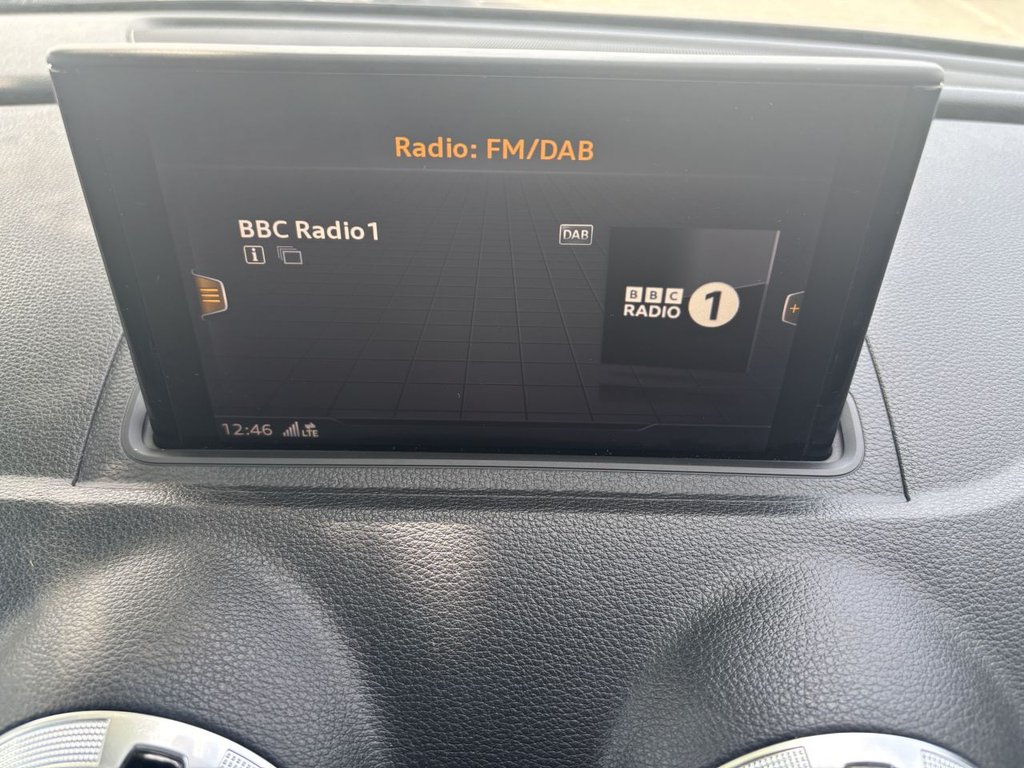 Radio: FM/DAB
BBC Radio1
DAB
i
BBC
RADIO 1
+
12:46 LTE